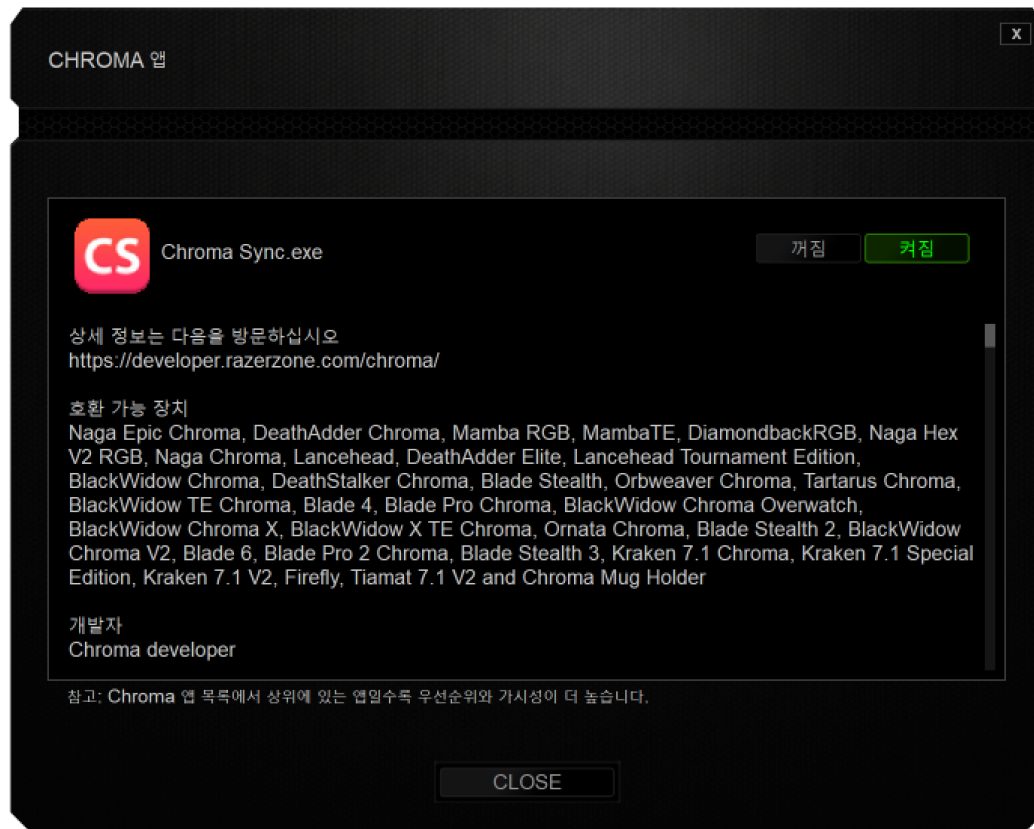 X
CHROMA 앱
CS
Chroma Sync.exe
꺼짐
켜짐
상세 정보는 다음을 방문하십시오
https://developer.razerzone.com/chroma/
호환 가능 장치
Naga Epic Chroma, DeathAdder Chroma, Mamba RGB, MambaTE, DiamondbackRGB, Naga Hex
V2 RGB, Naga Chroma, Lancehead, DeathAdder Elite, Lancehead Tournament Edition,
BlackWidow Chroma, DeathStalker Chroma, Blade Stealth, Orbweaver Chroma, Tartarus Chroma,
BlackWidow TE Chroma, Blade 4, Blade Pro Chroma, BlackWidow Chroma Overwatch,
BlackWidow Chroma X, BlackWidow X TE Chroma, Ornata Chroma, Blade Stealth 2, BlackWidow
Chroma V2, Blade 6, Blade Pro 2 Chroma, Blade Stealth 3, Kraken 7.1 Chroma, Kraken 7.1 Special
Edition, Kraken 7.1 V2, Firefly, Tiamat 7.1 V2 and Chroma Mug Holder
개발자
Chroma developer
참고: Chroma 앱 목록에서 상위에 있는 앱일수록 우선순위와 가시성이 더 높습니다.
CLOSE